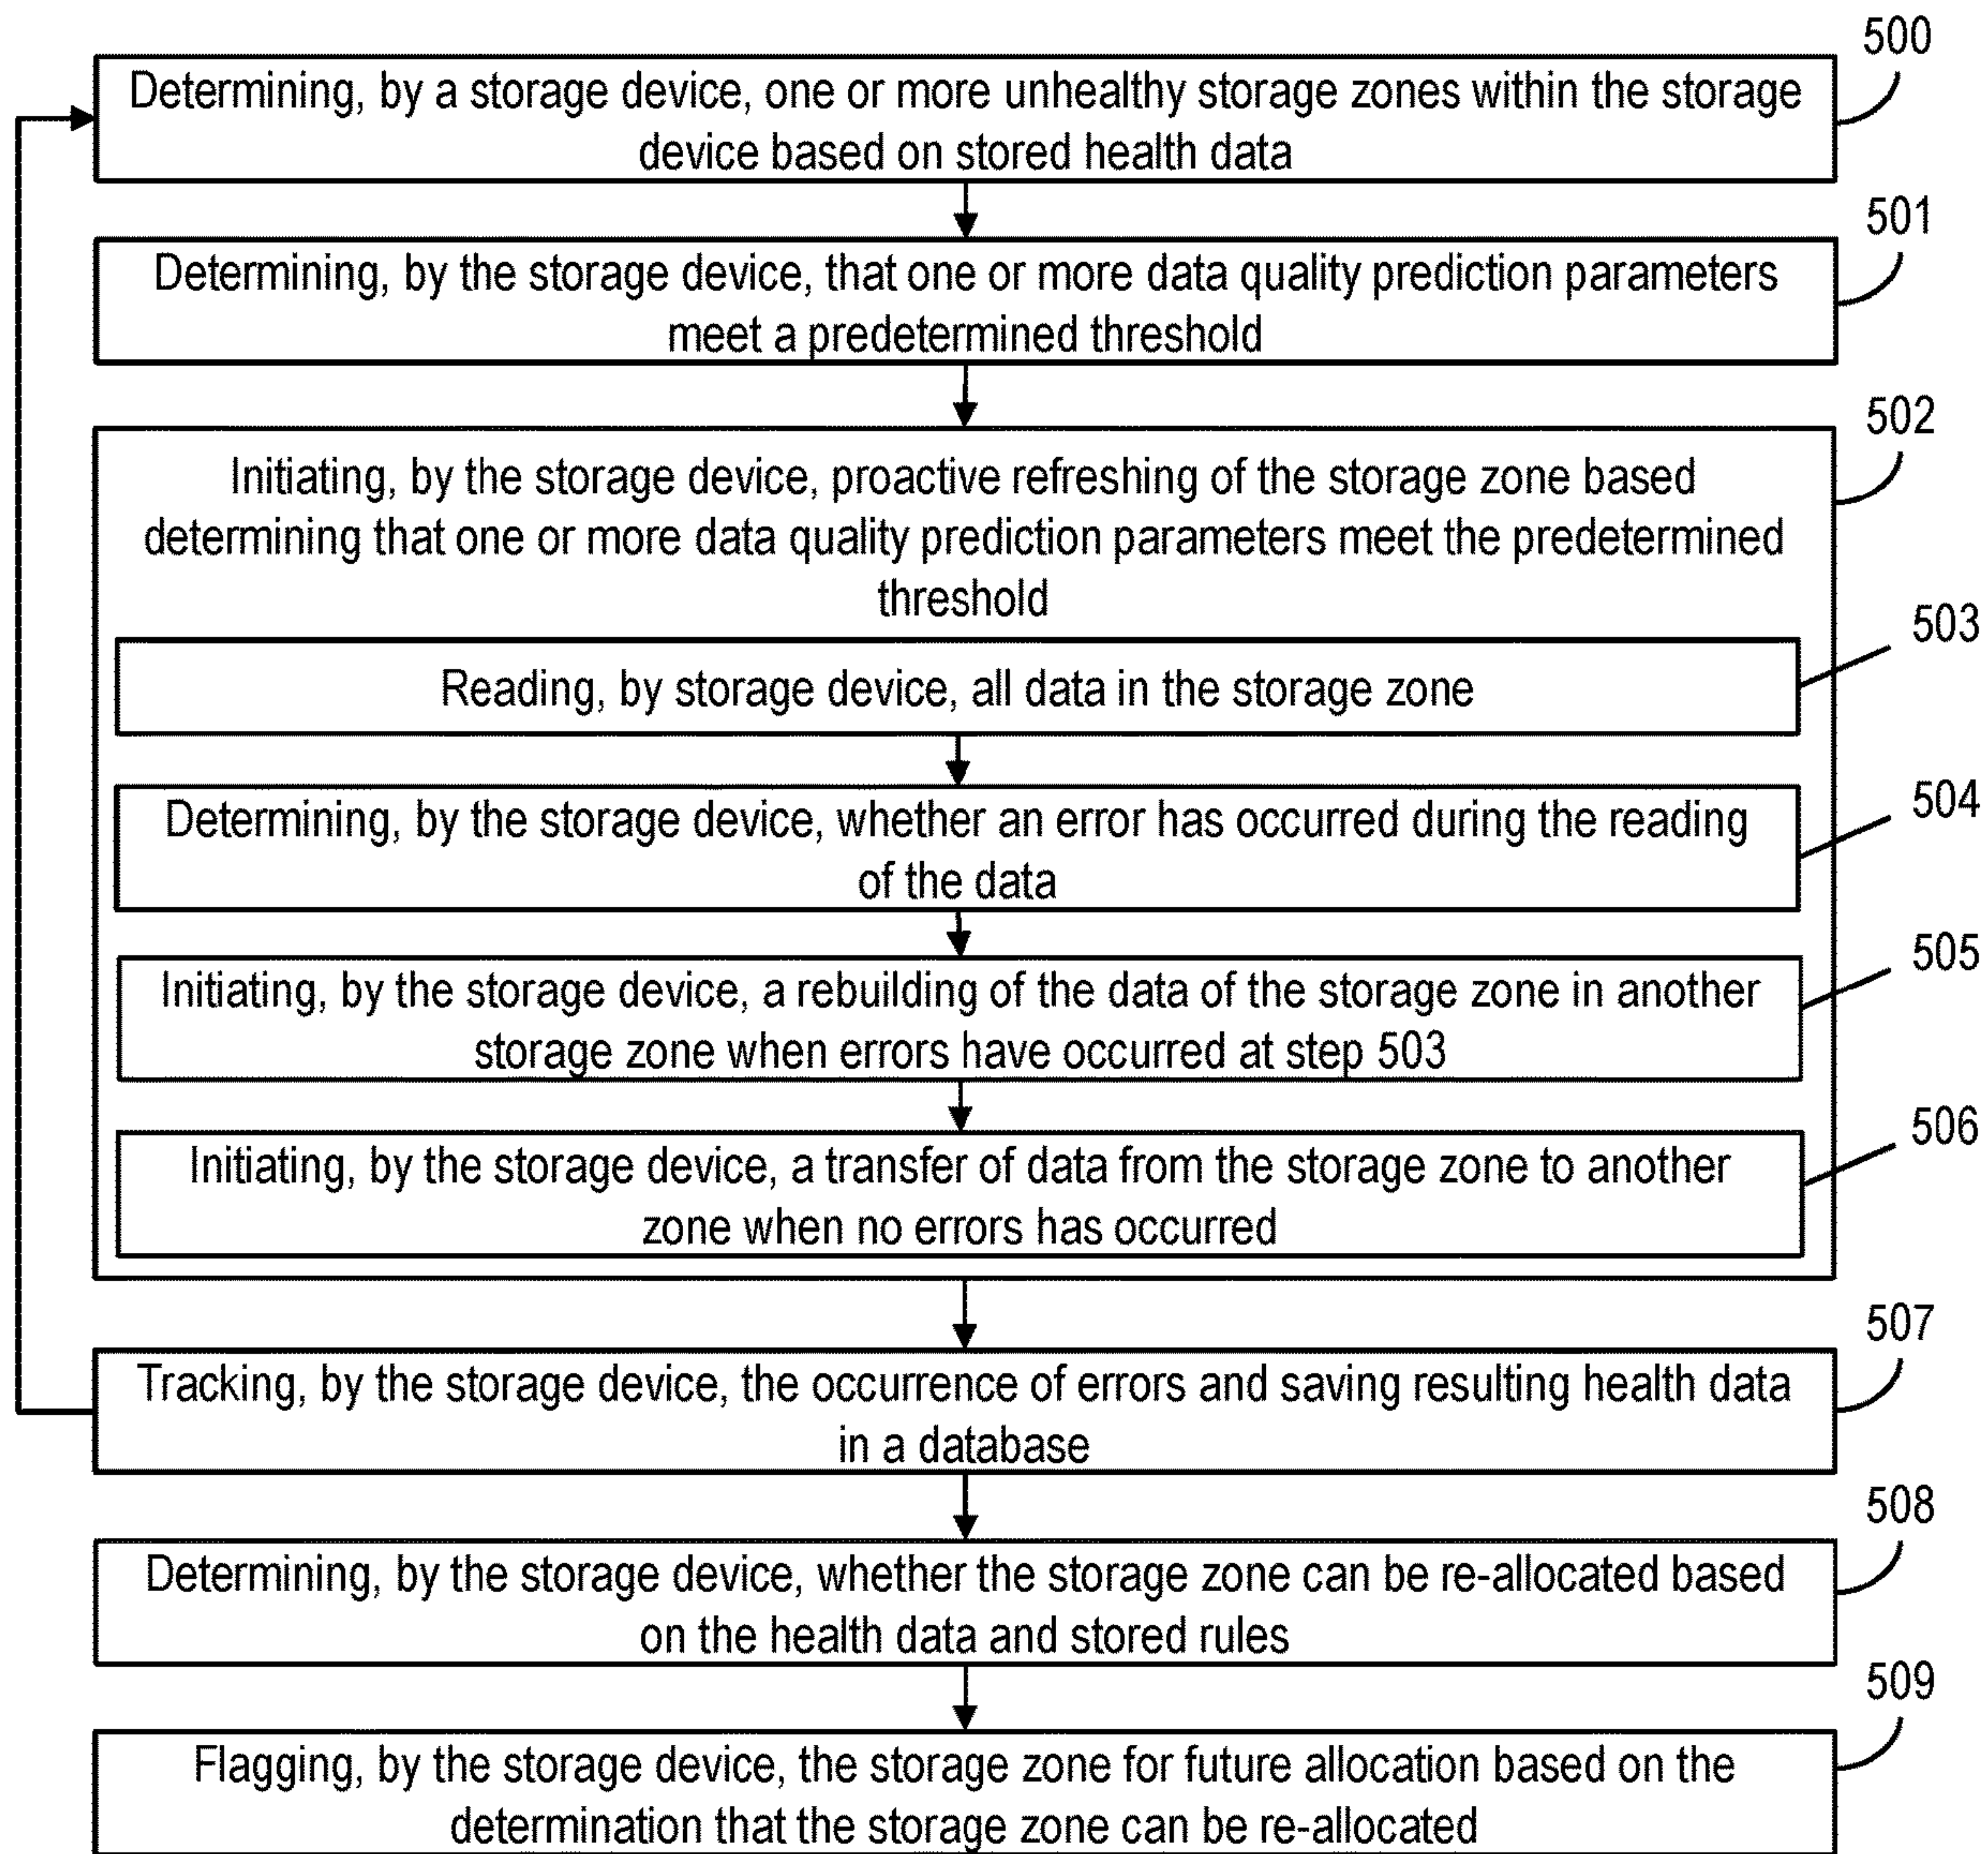 500
Determining, by a storage device, one or more unhealthy storage zones within the storage
device based on stored health data
501
Determining, by the storage device, that one or more data quality prediction parameters
meet a predetermined threshold
502
Initiating, by the storage device, proactive refreshing of the storage zone based
determining that one or more data quality prediction parameters meet the predetermined
threshold
503
Reading, by storage device, all data in the storage zone
504
Determining, by the storage device, whether an error has occurred during the reading
of the data
505
Initiating, by the storage device, a rebuilding of the data of the storage zone in another
storage zone when errors have occurred at step 503
506
Initiating, by the storage device, a transfer of data from the storage zone to another
zone when no errors has occurred
507
Tracking, by the storage device, the occurrence of errors and saving resulting health data
in a database
508
Determining, by the storage device, whether the storage zone can be re-allocated based
on the health data and stored rules
509
Flagging, by the storage device, the storage zone for future allocation based on the
determination that the storage zone can be re-allocated